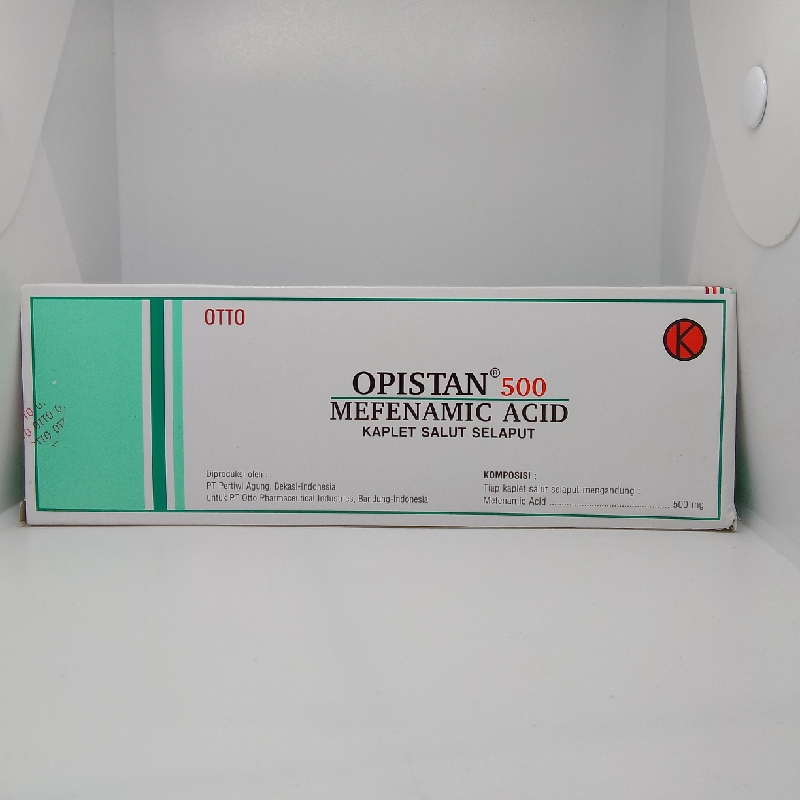 OTTO
K
OPISTAN® 500
MEFENAMIC ACID
KAPLET SALUT SELAPUT
Diproduksi oleh :
PT Pertiwi Agung, Bekasi-Indonesia
untuk PT Otto Pharmaceutical Industries, Bandung-Indonesia
KOMPOSISI :
Tiap kaplet salut selaput mengandung :
Mefenamic Acid ........................................ 500 mg
OTTO